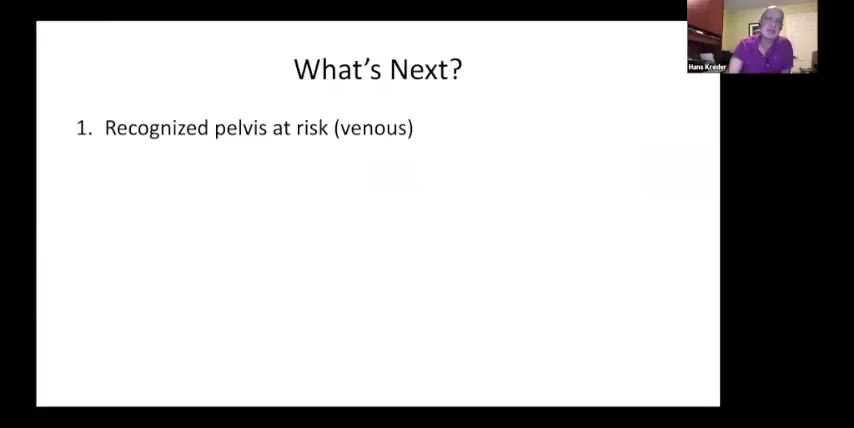 What's Next?
Hans Kreder
1. Recognized pelvis at risk (venous)